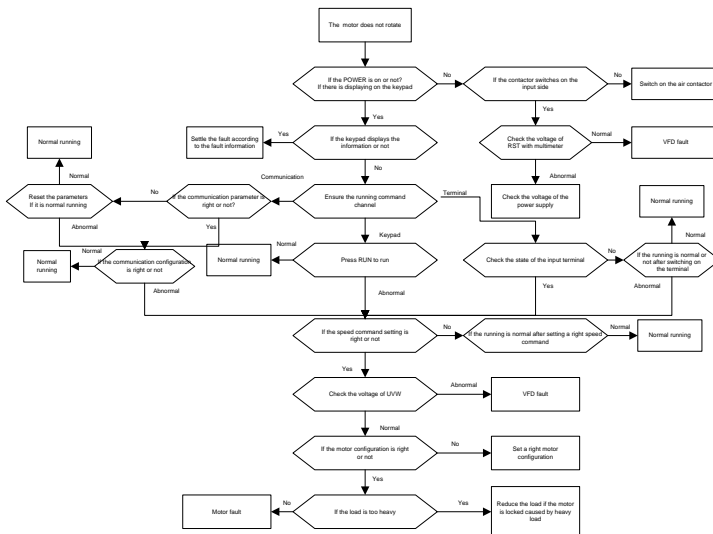 The motor does not rotate
If the POWER is on or not?
If there is displaying on the keypad
No
If the contactor switches on the
input side
No
Switch on the air contactor
Yes
Yes
Settle the fault according
to the fault information
Yes
If the keypad displays the
information or not
Check the voltage of
RST with multimeter
Normal
VFD fault
Normal running
Normal
No
Abnormal
Communication
Reset the parameters
If it is normal running
No
If the communication parameter is
right or not?
Ensure the running command
channel
Terminal
Check the voltage of the
power supply
Normal running
Abnormal
Yes
Keypad
Normal
Normal
running
Normal
If the communication configuration
is right or not
Normal running
Normal
Press RUN to run
Check the state of the input terminal
No
If the running is normal or
not after switching on
the terminal
Abnormal
Abnormal
Yes
Abnormal
If the speed command setting is
right or not
No
If the running is normal after setting a right speed
command
Normal
Normal running
Yes
Check the voltage of UVW
Abnormal
VFD fault
Normal
If the motor configuration is right
or not
No
Set a right motor
configuration
Yes
Motor fault
No
If the load is too heavy
Yes
Reduce the load if the motor
is locked caused by heavy
load